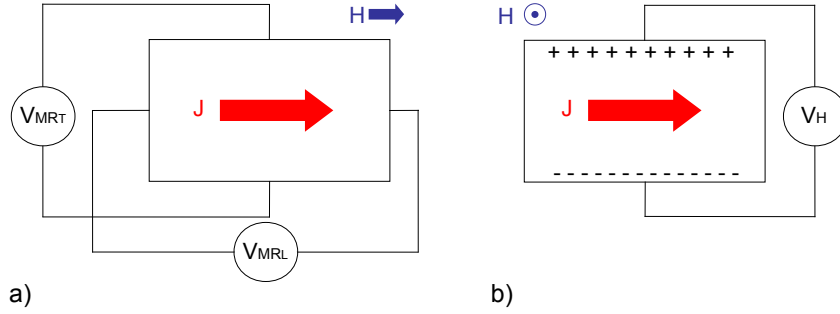 H
H
+ + + + + + + + + +
V_MRT
J
J
V_H
- - - - - - - - - - - - - -
V_MRL
a)
b)